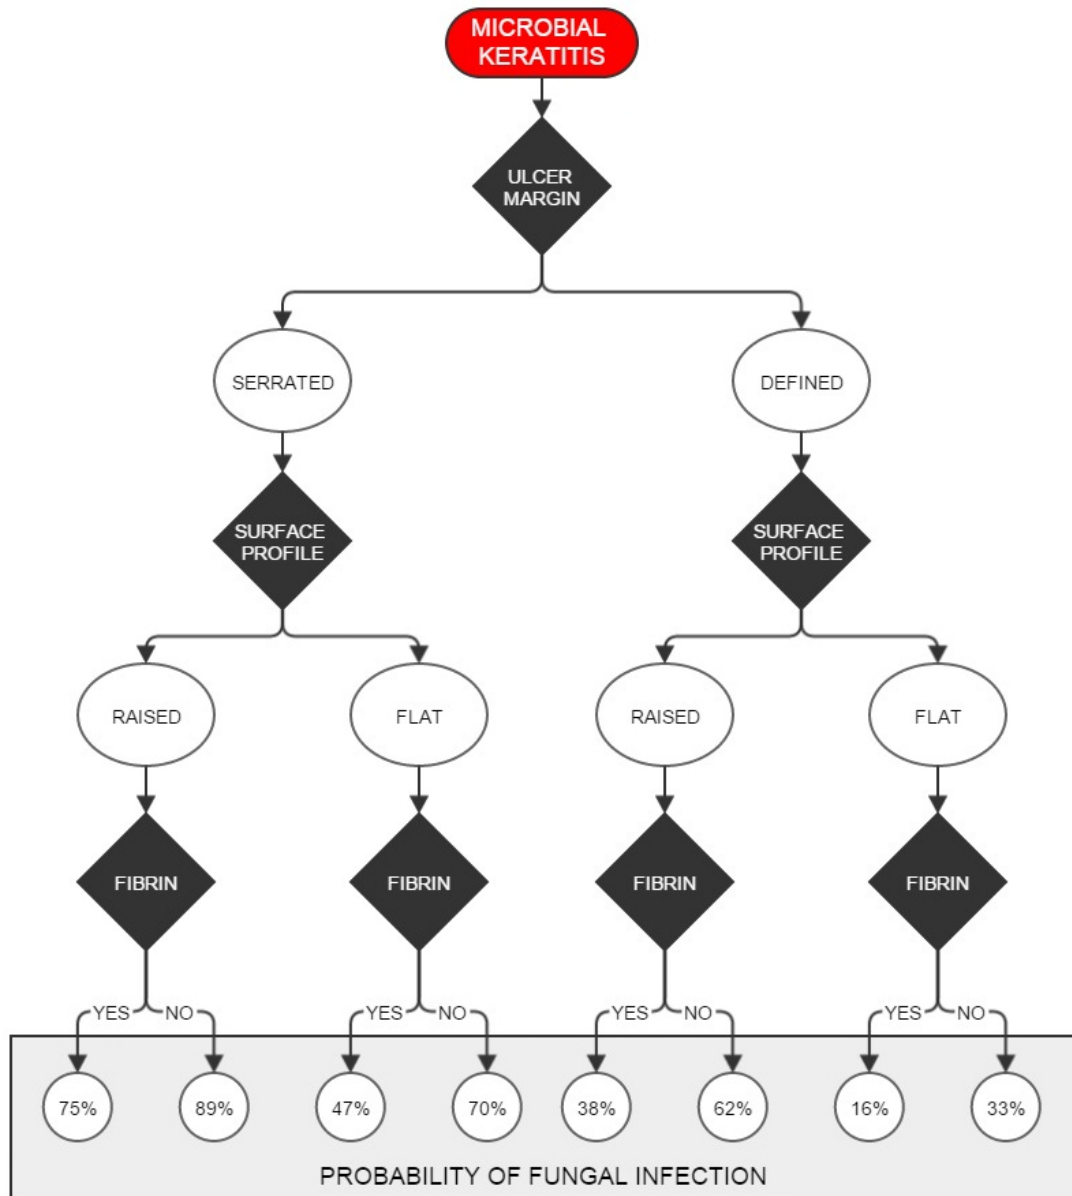 MICROBIAL
KERATITIS
ULCER
MARGIN
SERRATED
DEFINED
SURFACE
PROFILE
SURFACE
PROFILE
RAISED
FLAT
RAISED
FLAT
FIBRIN
FIBRIN
FIBRIN
FIBRIN
YES
NO
YES
NO
YES
NO
YES
NO
75%
89%
47%
70%
38%
62%
16%
33%
PROBABILITY OF FUNGAL INFECTION